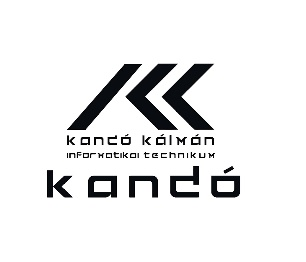 kandó kálmán
informatikai technikum
kandó